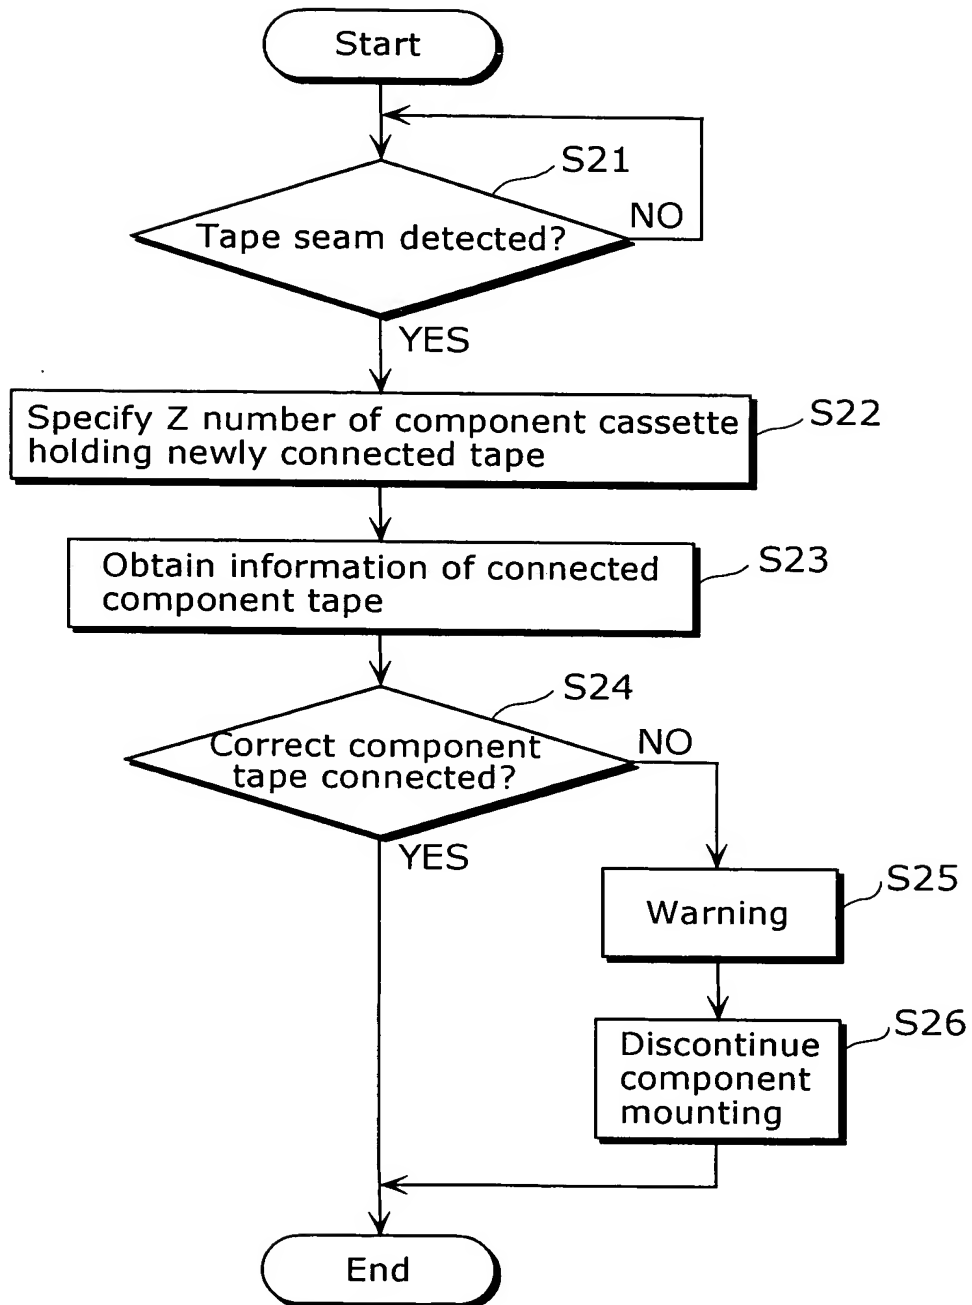 Start
S21
NO
Tape seam detected?
YES
Specify Z number of component cassette
holding newly connected tape
S22
Obtain information of connected
component tape
S23
S24
Correct component
tape connected?
NO
YES
Warning
S25
S26
Discontinue
component
mounting
End